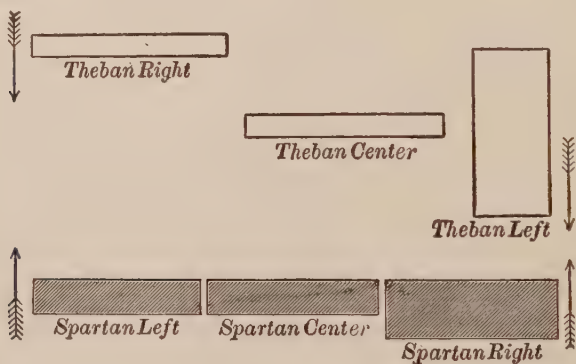 Theban Right
Theban Center
Theban Left
Spartan Left
Spartan Center
Spartan Right